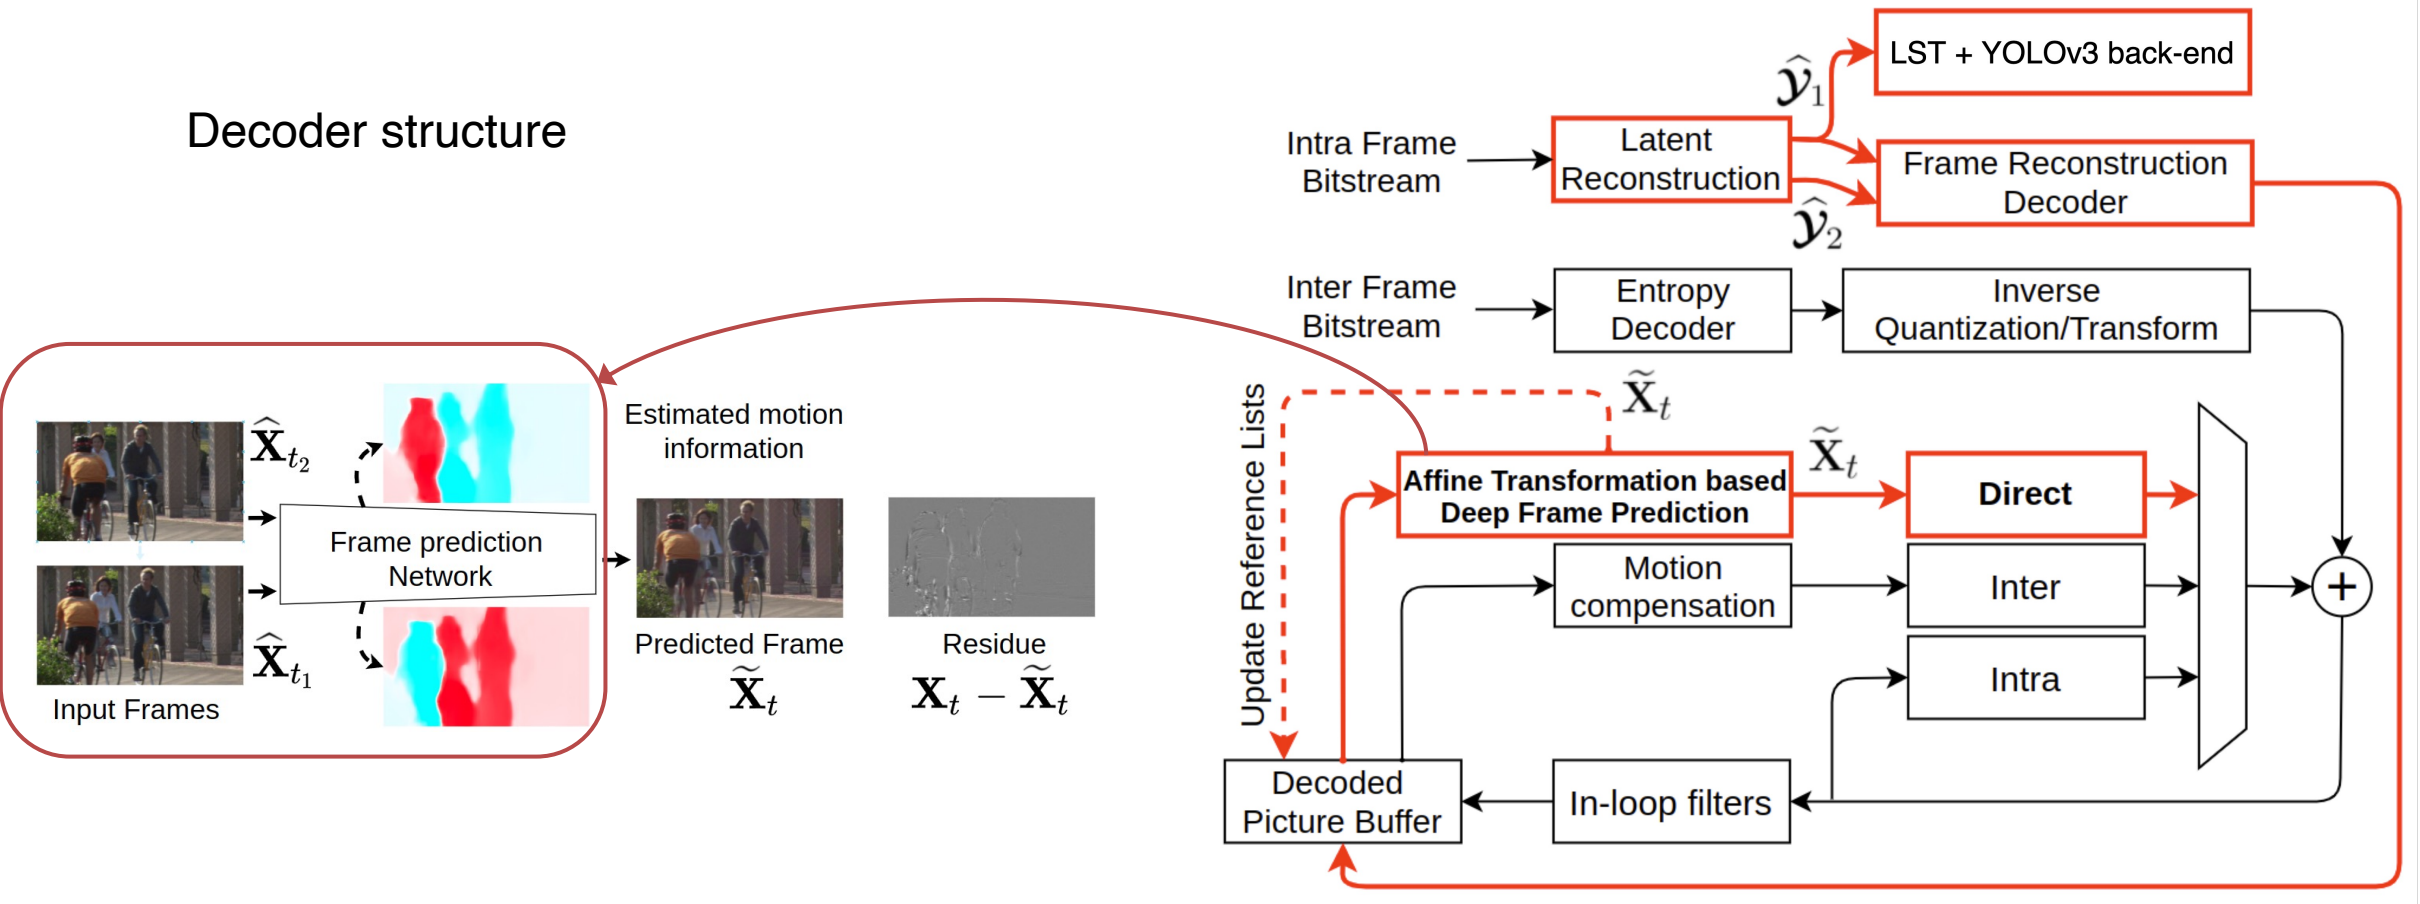 Decoder structure
LST + YOLOv3 back-end
ŷ₁
Intra Frame
Bitstream
Latent
Reconstruction
Frame Reconstruction
Decoder
ŷ₂
Inter Frame
Bitstream
Entropy
Decoder
Inverse
Quantization/Transform
X̂ₜ₂
Estimated motion
information
Frame prediction
Network
X̂ₜ₁
Input Frames
Predicted Frame
X̃ₜ
Residue
Xₜ − X̃ₜ
Update Reference Lists
X̃ₜ
Affine Transformation based
Deep Frame Prediction
X̃ₜ
Direct
Motion
compensation
Inter
+
Intra
Decoded
Picture Buffer
In-loop filters